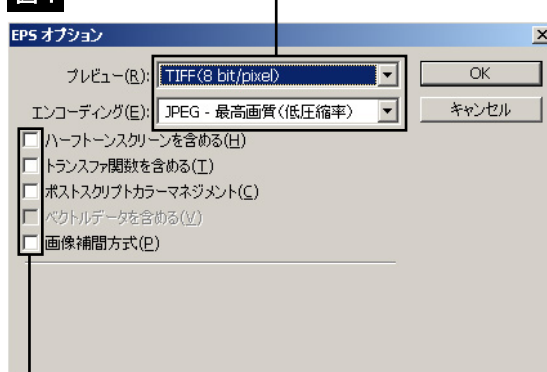 EPS オプション
プレビュー(R): TIFF(8 bit/pixel)
OK
エンコーディング(E): JPEG - 最高画質(低圧縮率)
キャンセル
ハーフトーンスクリーンを含める(H)
トランスファ関数を含める(T)
ポストスクリプトカラーマネジメント(C)
ベクトルデータを含める(V)
画像補間方式(P)